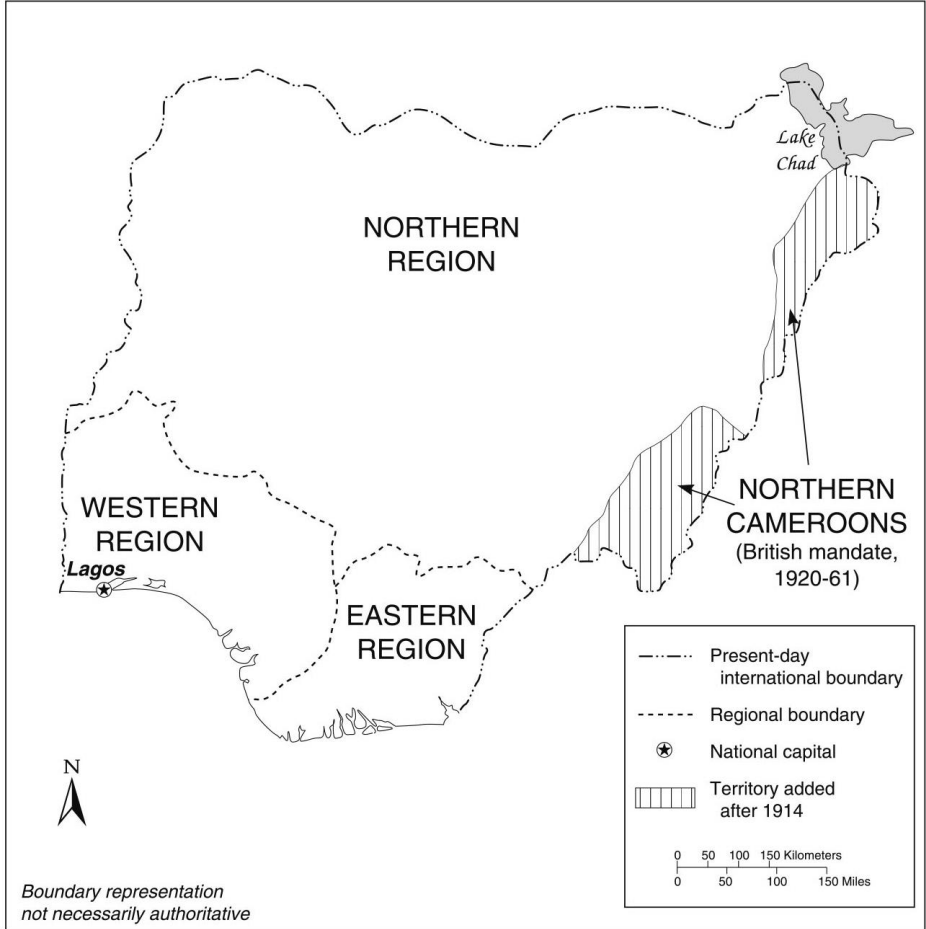 Lake
Chad
NORTHERN
REGION
WESTERN
REGION
Lagos
EASTERN
REGION
NORTHERN
CAMEROONS
(British mandate,
1920-61)
Present-day
international boundary
Regional boundary
National capital
Territory added
after 1914
0 50 100 150 Kilometers
0 50 100 150 Miles
N
Boundary representation
not necessarily authoritative